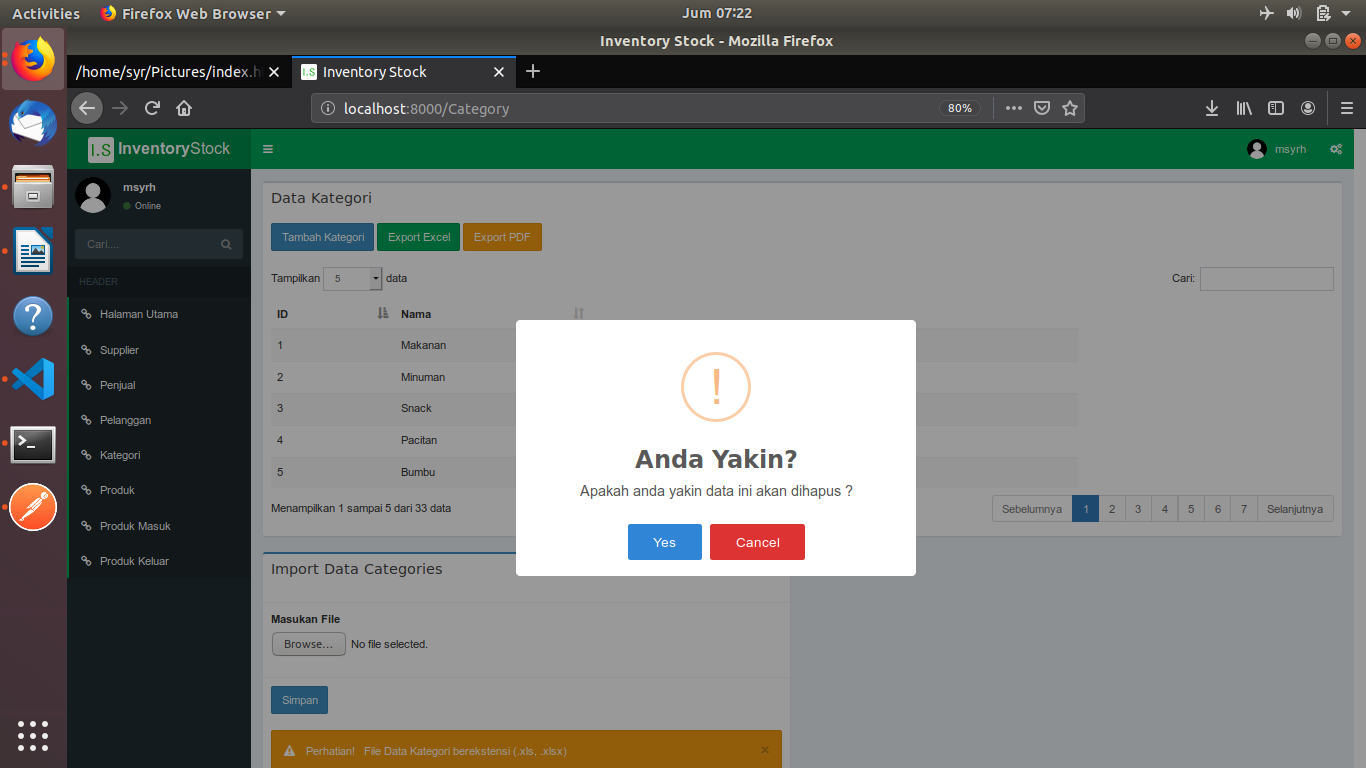 Activities Firefox Web Browser Jum 07:22
Inventory Stock - Mozilla Firefox
/home/syr/Pictures/index.h Inventory Stock
localhost:8000/Category 80%
I.S InventoryStock msyrh
msyrh
Online
Cari....
HEADER
Halaman Utama
Supplier
Penjual
Pelanggan
Kategori
Produk
Produk Masuk
Produk Keluar
Data Kategori
Tambah Kategori Export Excel Export PDF
Tampilkan 5 data Cari:
ID Nama
1 Makanan
2 Minuman
3 Snack
4 Pacitan
5 Bumbu
Menampilkan 1 sampai 5 dari 33 data
Sebelumnya 1 2 3 4 5 6 7 Selanjutnya
!
Anda Yakin?
Apakah anda yakin data ini akan dihapus ?
Yes Cancel
Import Data Categories
Masukan File
Browse... No file selected.
Simpan
Perhatian! File Data Kategori berekstensi (.xls, .xlsx) ×